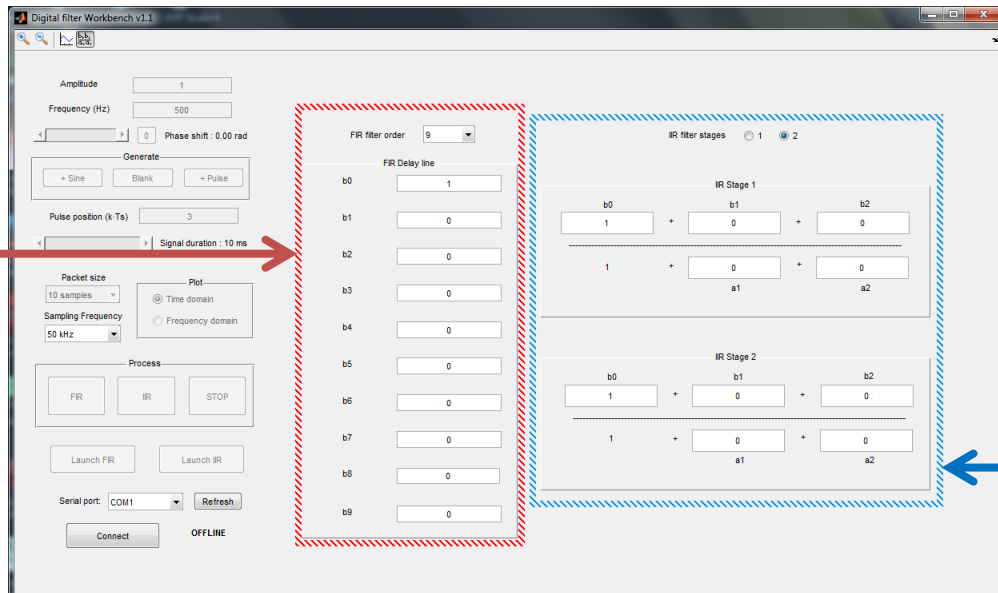 Digital filter Workbench v1.1
b₀b₁
a₀a₁
Amplitude
1
Frequency (Hz)
500
0
Phase shift : 0.00 rad
Generate
+ Sine
Blank
+ Pulse
Pulse position (k·Ts)
3
Signal duration : 10 ms
Packet size
10 samples
Sampling Frequency
50 kHz
Plot
Time domain
Frequency domain
Process
FIR
IIR
STOP
Launch FIR
Launch IIR
Serial port:
COM1
Refresh
Connect
OFFLINE
FIR filter order
9
FIR Delay line
b0
1
b1
0
b2
0
b3
0
b4
0
b5
0
b6
0
b7
0
b8
0
b9
0
IIR filter stages
1
2
IIR Stage 1
b0 b1 b2
1 + 0 + 0
1 + 0 + 0
a1 a2
IIR Stage 2
b0 b1 b2
1 + 0 + 0
1 + 0 + 0
a1 a2